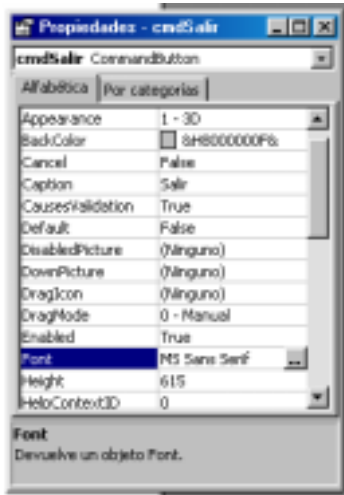 Propiedades - cmdSalir
cmdSalir CommandButton
Alfabética Por categorías
Appearance 1 - 3D
BackColor &H8000000F&
Cancel False
Caption Salir
CausesValidation True
Default False
DisabledPicture (Ninguno)
DownPicture (Ninguno)
DragIcon (Ninguno)
DragMode 0 - Manual
Enabled True
Font MS Sans Serif ...
Height 615
HelpContextID 0
Font
Devuelve un objeto Font.